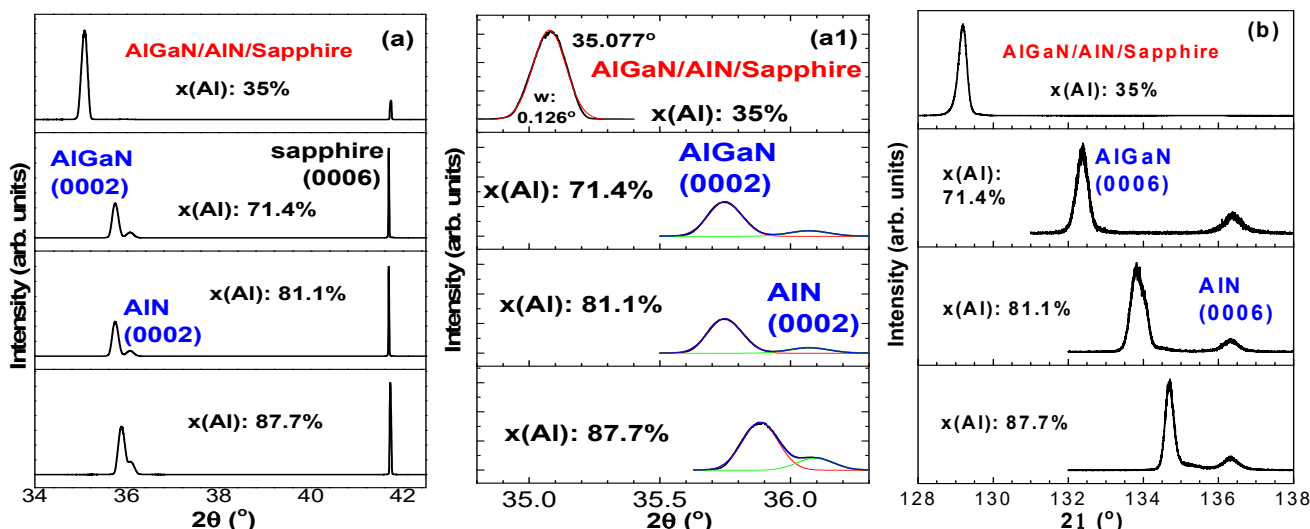 Intensity (arb. units)
(a)
AlGaN/AlN/Sapphire
x(Al): 35%
AlGaN
(0002)
sapphire
(0006)
x(Al): 71.4%
x(Al): 81.1%
AlN
(0002)
x(Al): 87.7%
34 36 38 40 42
2θ (°)
Intensity (arb. units)
(a1)
35.077°
AlGaN/AlN/Sapphire
w:
0.126°
x(Al): 35%
AlGaN
(0002)
x(Al): 71.4%
x(Al): 81.1%
AlN
(0002)
x(Al): 87.7%
35.0 35.5 36.0
2θ (°)
Intensity (arb. units)
(b)
AlGaN/AlN/Sapphire
x(Al): 35%
AlGaN
(0006)
x(Al):
71.4%
x(Al): 81.1%
AlN
(0006)
x(Al): 87.7%
128 130 132 134 136 138
21 (°)